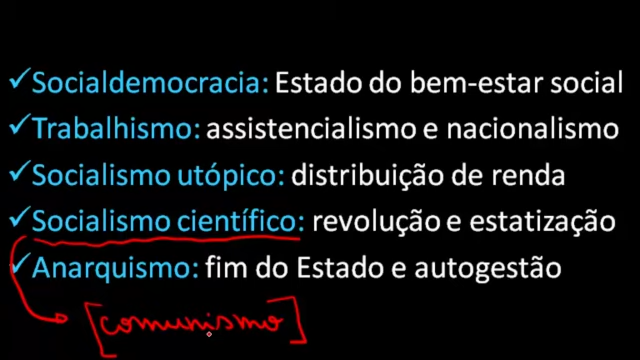 ✓Socialdemocracia: Estado do bem-estar social
✓Trabalhismo: assistencialismo e nacionalismo
✓Socialismo utópico: distribuição de renda
✓Socialismo científico: revolução e estatização
✓Anarquismo: fim do Estado e autogestão
[comunismo]